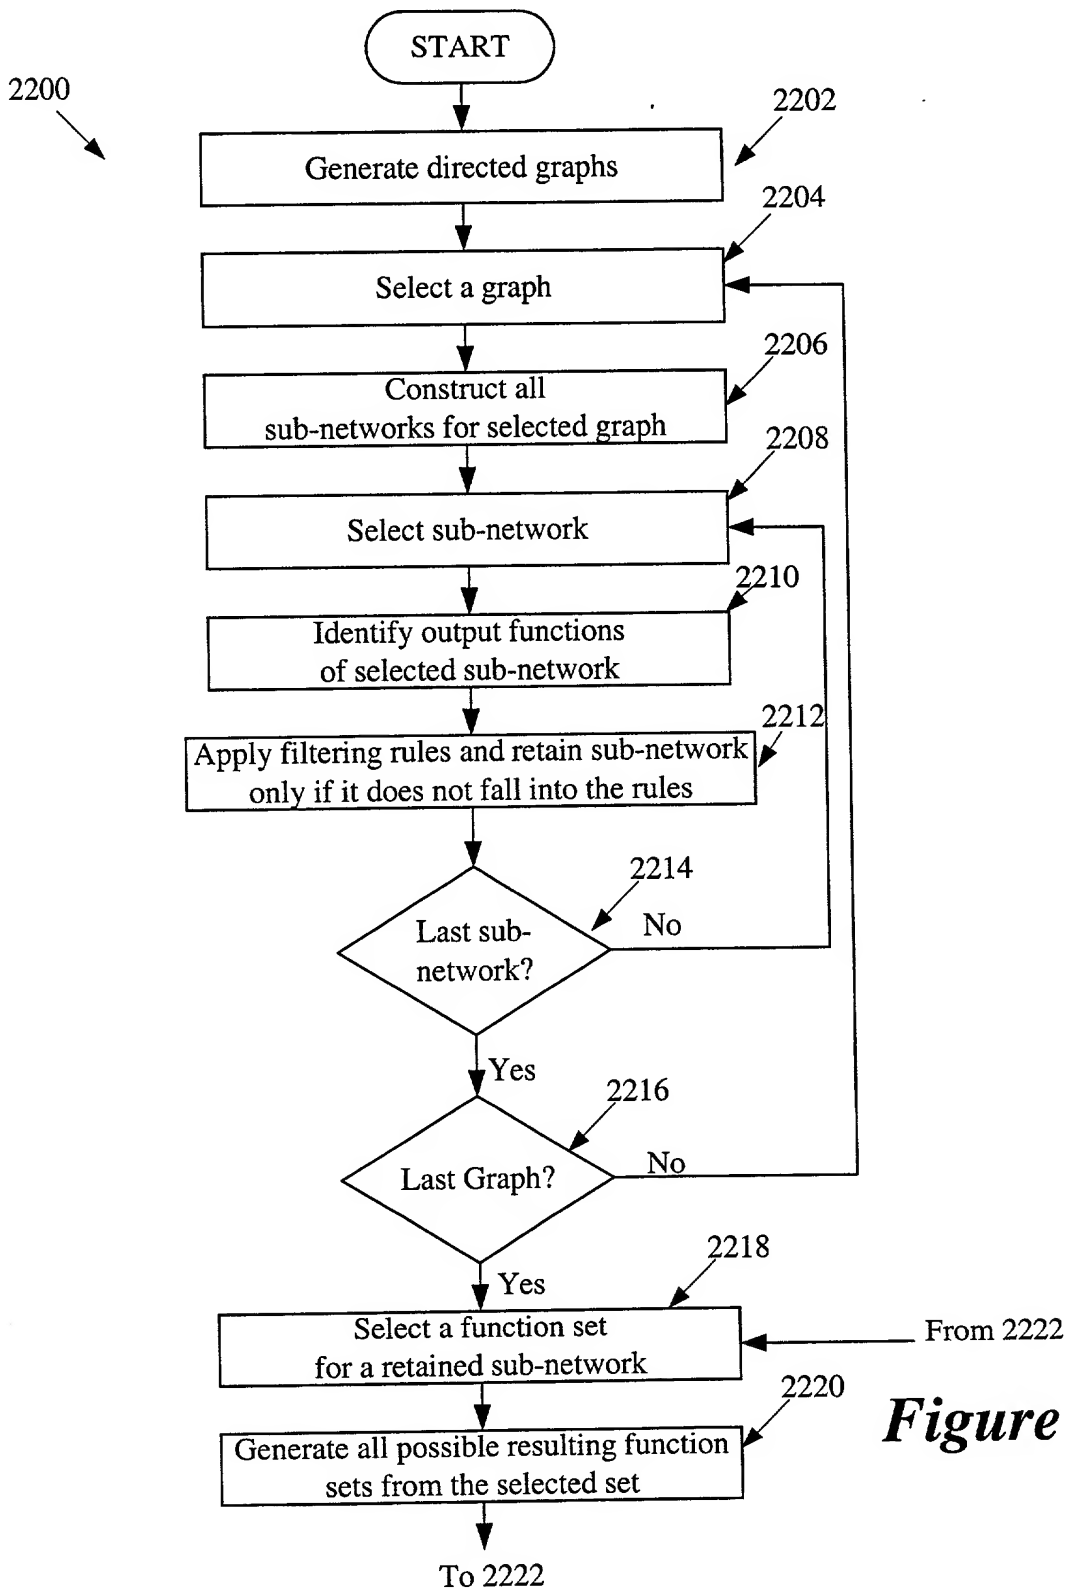 START
2200
2202
Generate directed graphs
2204
Select a graph
2206
Construct all
sub-networks for selected graph
2208
Select sub-network
2210
Identify output functions
of selected sub-network
2212
Apply filtering rules and retain sub-network
only if it does not fall into the rules
2214
Last sub-
network?
No
Yes
2216
Last Graph?
No
Yes
2218
Select a function set
for a retained sub-network
From 2222
2220
Generate all possible resulting function
sets from the selected set
Figure
To 2222